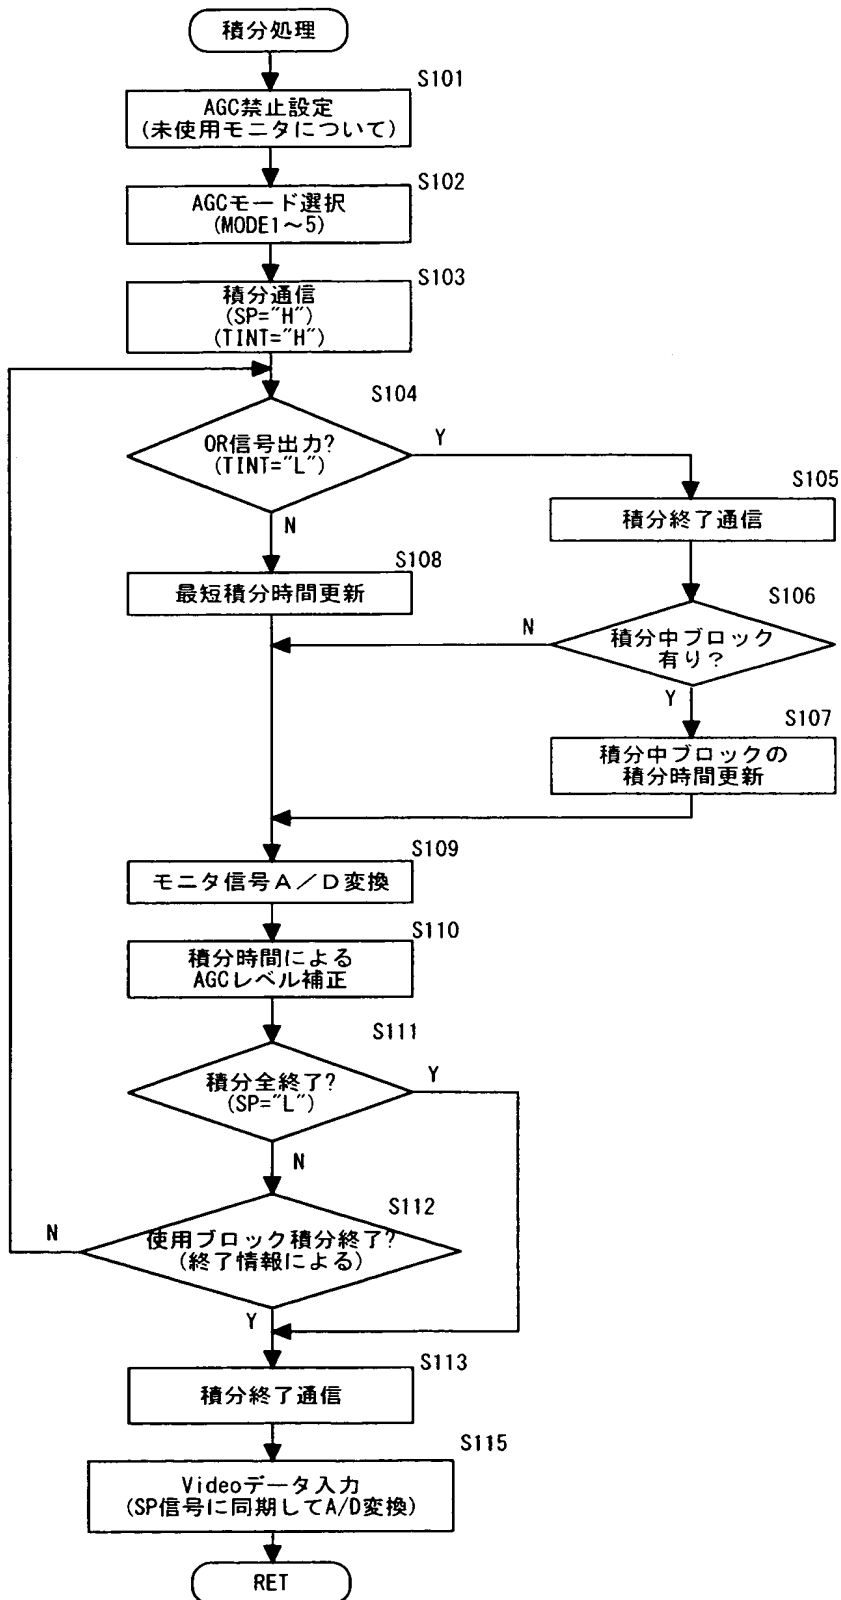 積分処理
S101
AGC禁止設定
(未使用モニタについて)
S102
AGCモード選択
(MODE1～5)
S103
積分通信
(SP="H")
(TINT="H")
S104
OR信号出力?
(TINT="L")
Y
N
S105
積分終了通信
S108
最短積分時間更新
S106
積分中ブロック
有り?
N
Y
S107
積分中ブロックの
積分時間更新
S109
モニタ信号A／D変換
S110
積分時間による
AGCレベル補正
S111
積分全終了?
(SP="L")
Y
N
S112
使用ブロック積分終了?
(終了情報による)
N
Y
S113
積分終了通信
S115
Videoデータ入力
(SP信号に同期してA/D変換)
RET